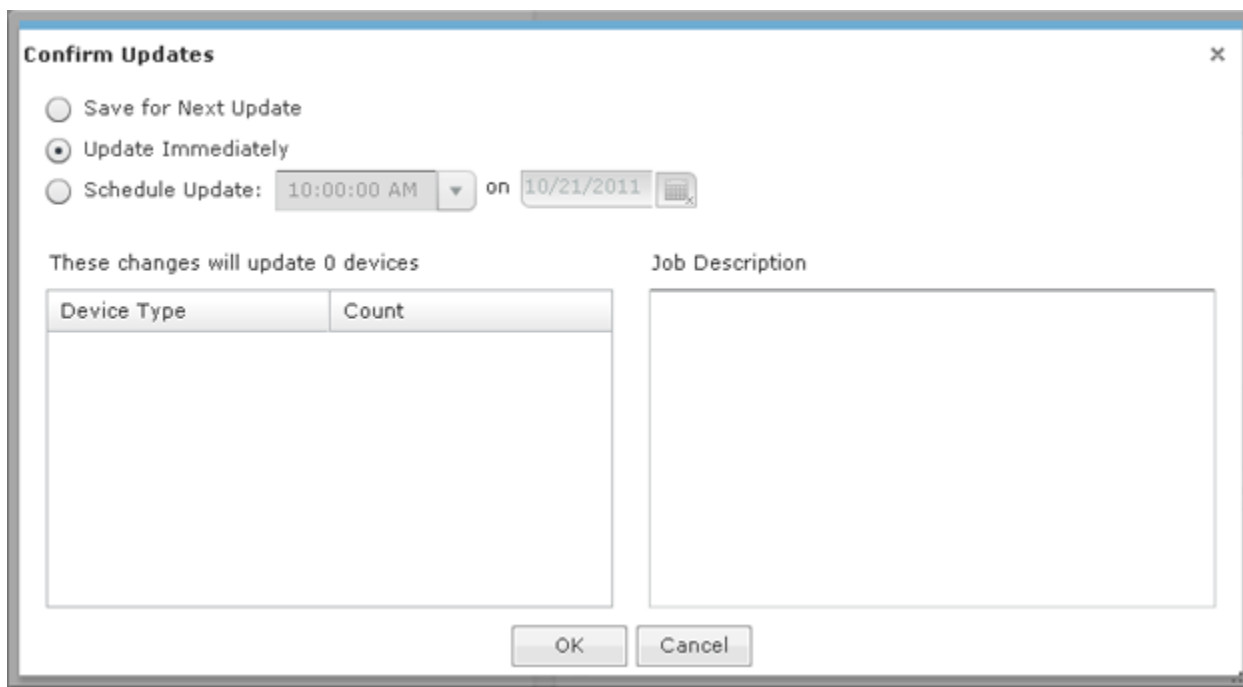 Confirm Updates
Save for Next Update
Update Immediately
Schedule Update: 10:00:00 AM on 10/21/2011
These changes will update 0 devices
Job Description
Device Type Count
OK Cancel